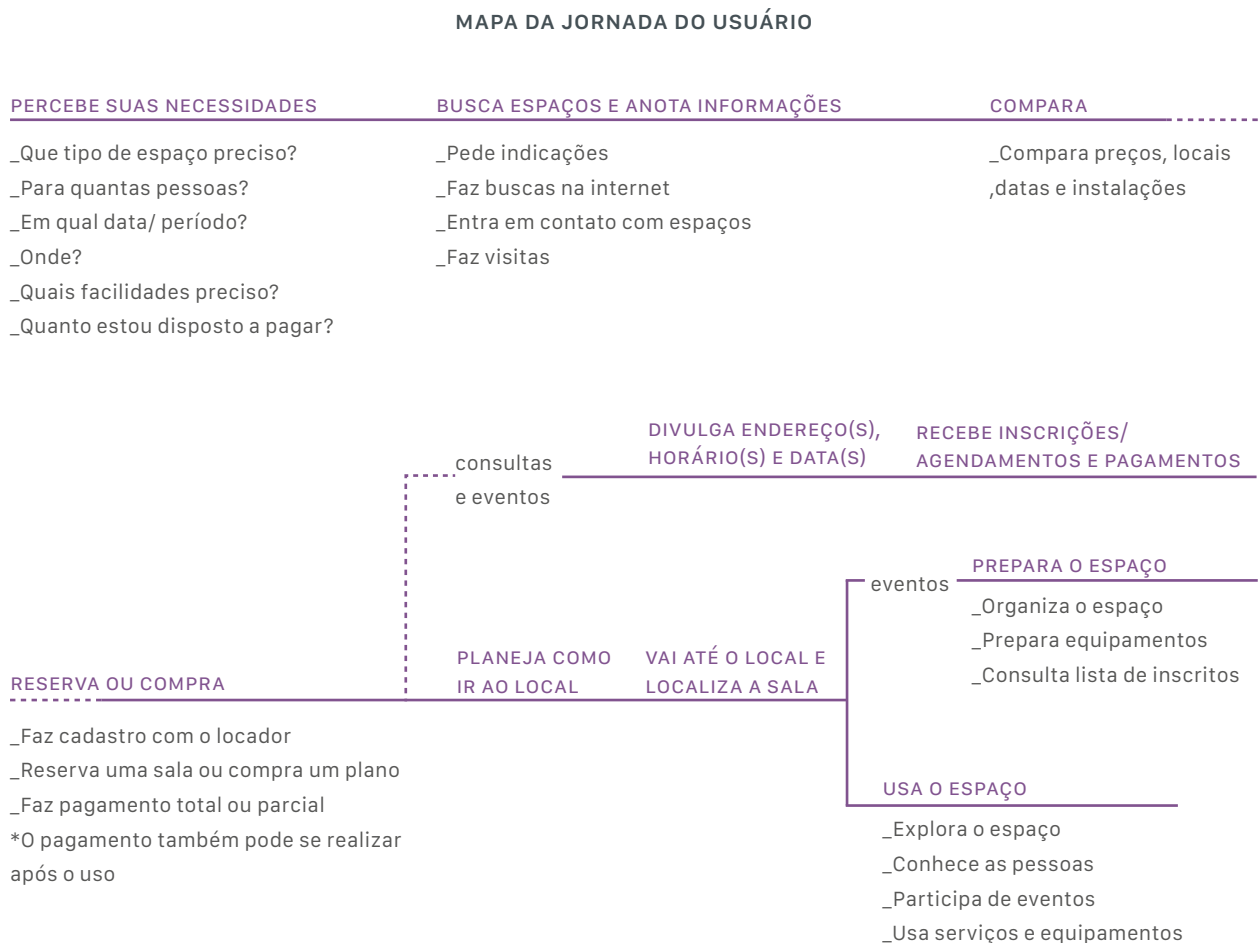 MAPA DA JORNADA DO USUÁRIO
PERCEBE SUAS NECESSIDADES
_Que tipo de espaço preciso?
_Para quantas pessoas?
_Em qual data/ período?
_Onde?
_Quais facilidades preciso?
_Quanto estou disposto a pagar?
BUSCA ESPAÇOS E ANOTA INFORMAÇÕES
_Pede indicações
_Faz buscas na internet
_Entra em contato com espaços
_Faz visitas
COMPARA
_Compara preços, locais
,datas e instalações
RESERVA OU COMPRA
_Faz cadastro com o locador
_Reserva uma sala ou compra um plano
_Faz pagamento total ou parcial
*O pagamento também pode se realizar
após o uso
consultas
e eventos
DIVULGA ENDEREÇO(S),
HORÁRIO(S) E DATA(S)
RECEBE INSCRIÇÕES/
AGENDAMENTOS E PAGAMENTOS
PLANEJA COMO
IR AO LOCAL
VAI ATÉ O LOCAL E
LOCALIZA A SALA
eventos
PREPARA O ESPAÇO
_Organiza o espaço
_Prepara equipamentos
_Consulta lista de inscritos
USA O ESPAÇO
_Explora o espaço
_Conhece as pessoas
_Participa de eventos
_Usa serviços e equipamentos